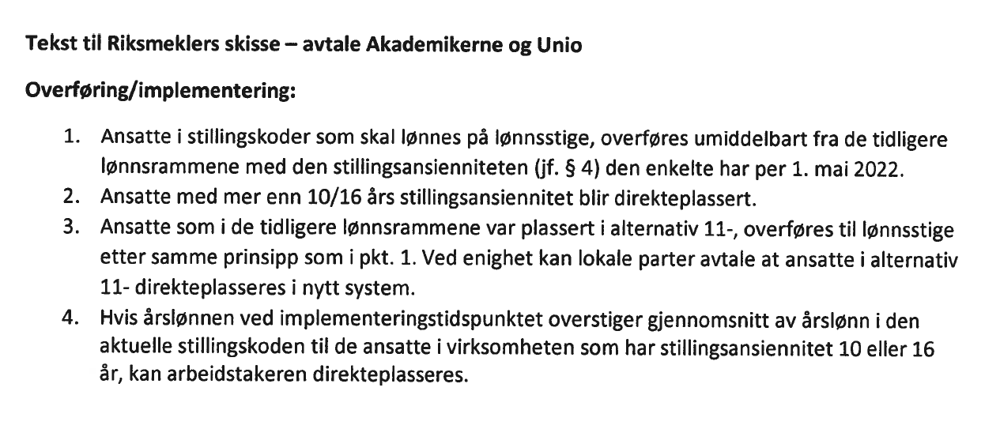 Tekst til Riksmeklers skisse – avtale Akademikerne og Unio
Overføring/implementering:
1. Ansatte i stillingskoder som skal lønnes på lønnsstige, overføres umiddelbart fra de tidligere
lønnsrammene med den stillingsansienniteten (jf. § 4) den enkelte har per 1. mai 2022.
2. Ansatte med mer enn 10/16 års stillingsansiennitet blir direkteplassert.
3. Ansatte som i de tidligere lønnsrammene var plassert i alternativ 11-, overføres til lønnsstige
etter samme prinsipp som i pkt. 1. Ved enighet kan lokale parter avtale at ansatte i alternativ
11- direkteplasseres i nytt system.
4. Hvis årslønnen ved implementeringstidspunktet overstiger gjennomsnitt av årslønn i den
aktuelle stillingskoden til de ansatte i virksomheten som har stillingsansiennitet 10 eller 16
år, kan arbeidstakeren direkteplasseres.